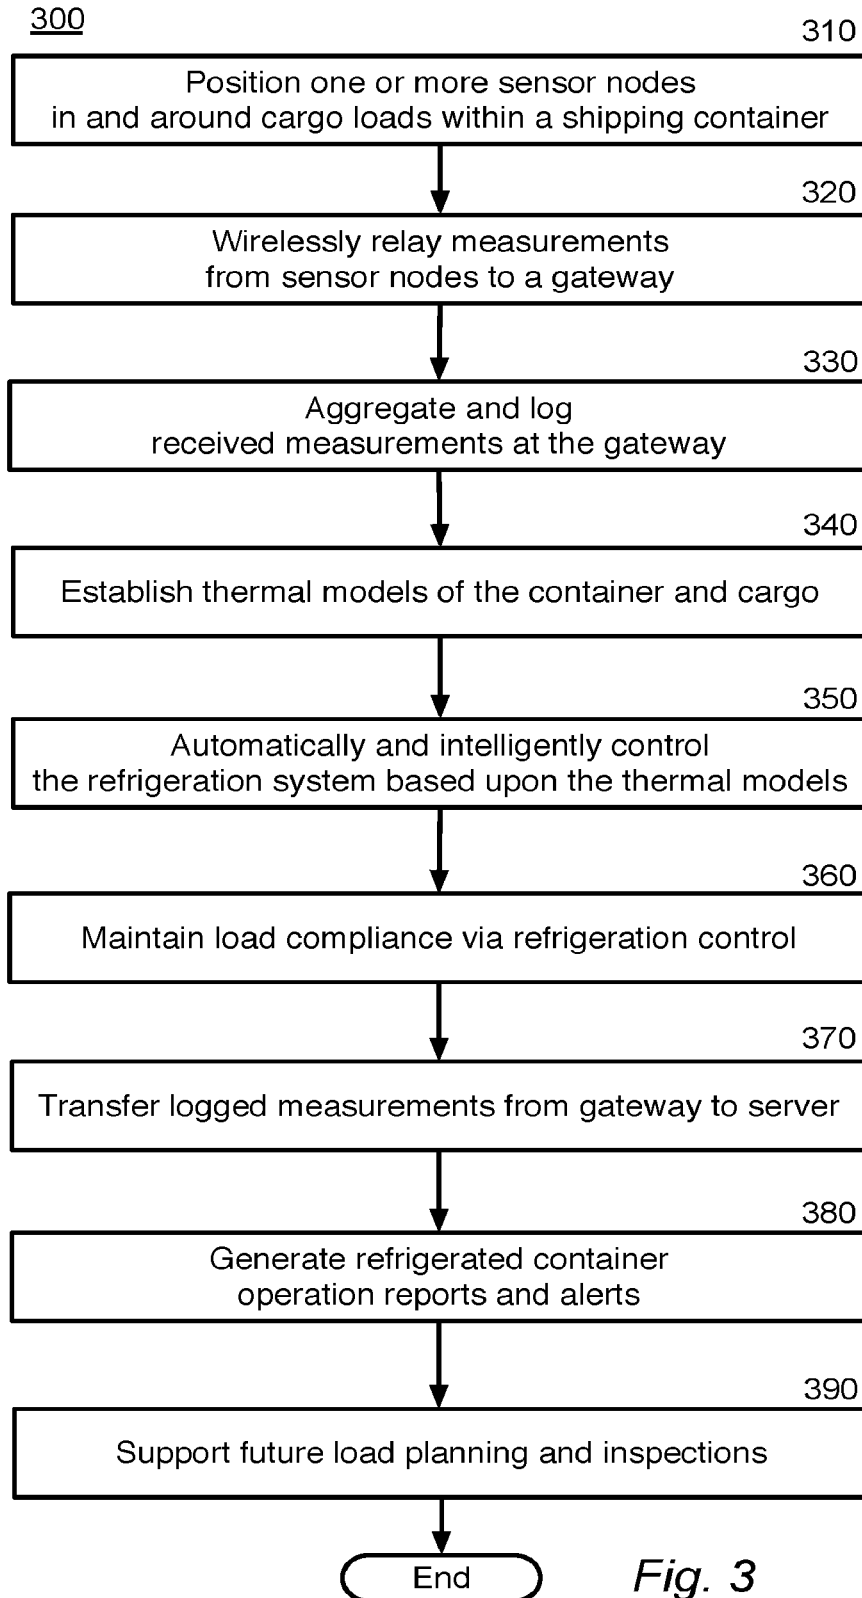 300
310
Position one or more sensor nodes
in and around cargo loads within a shipping container
320
Wirelessly relay measurements
from sensor nodes to a gateway
330
Aggregate and log
received measurements at the gateway
340
Establish thermal models of the container and cargo
350
Automatically and intelligently control
the refrigeration system based upon the thermal models
360
Maintain load compliance via refrigeration control
370
Transfer logged measurements from gateway to server
380
Generate refrigerated container
operation reports and alerts
390
Support future load planning and inspections
End
Fig. 3